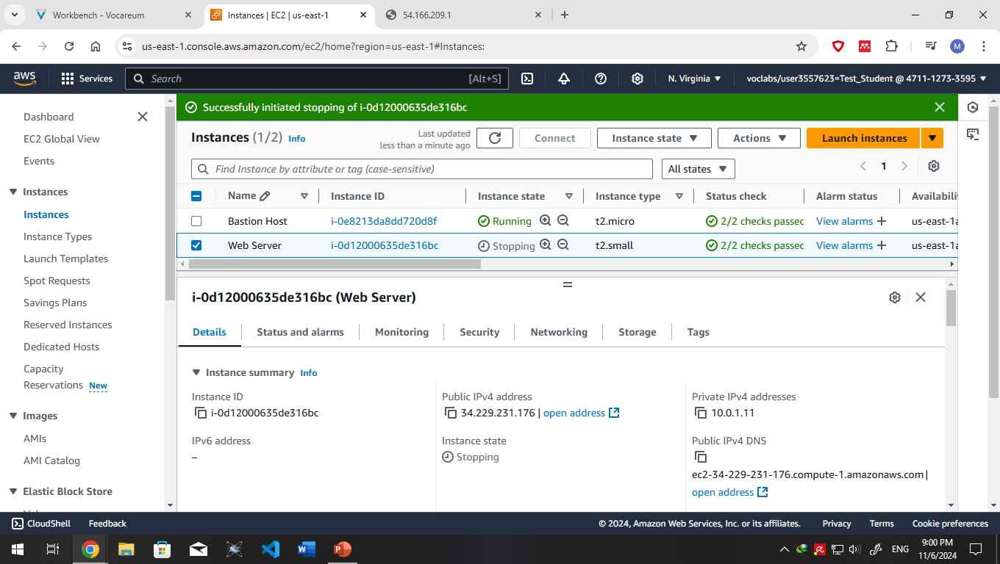 Workbench - Vocareum
Instances | EC2 | us-east-1
54.166.209.1
us-east-1.console.aws.amazon.com/ec2/home?region=us-east-1#Instances:
M
aws
Services
Search
[Alt+S]
N. Virginia
voclabs/user3557623=Test_Student @ 4711-1273-3595
Dashboard
EC2 Global View
Events
Instances
Instances
Instance Types
Launch Templates
Spot Requests
Savings Plans
Reserved Instances
Dedicated Hosts
Capacity
Reservations New
Images
AMIs
AMI Catalog
Elastic Block Store
Successfully initiated stopping of i-0d12000635de316bc
Instances (1/2) Info
Last updated
less than a minute ago
Connect
Instance state
Actions
Launch instances
Find Instance by attribute or tag (case-sensitive)
All states
1
Name Instance ID Instance state Instance type Status check Alarm status Availabili
Bastion Host i-0e8213da8dd720d8f Running t2.micro 2/2 checks passec View alarms + us-east-1a
Web Server i-0d12000635de316bc Stopping t2.small 2/2 checks passec View alarms + us-east-1a
i-0d12000635de316bc (Web Server)
Details Status and alarms Monitoring Security Networking Storage Tags
Instance summary Info
Instance ID
i-0d12000635de316bc
Public IPv4 address
34.229.231.176 | open address
Private IPv4 addresses
10.0.1.11
IPv6 address
–
Instance state
Stopping
Public IPv4 DNS
ec2-34-229-231-176.compute-1.amazonaws.com |
open address
CloudShell Feedback
© 2024, Amazon Web Services, Inc. or its affiliates. Privacy Terms Cookie preferences
ENG
9:00 PM
11/6/2024